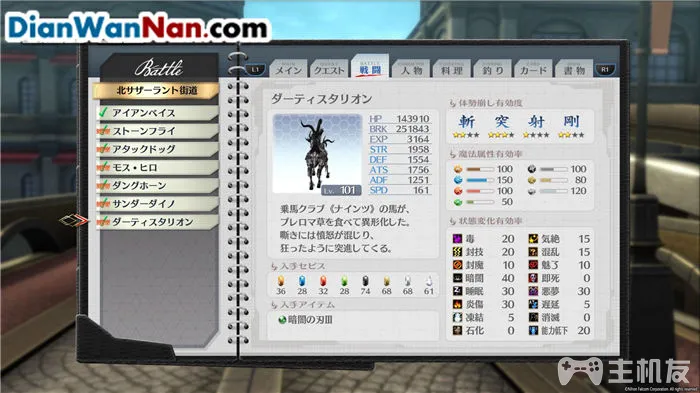 DianWanNan.com
Battle
北サザーラント街道
アイアンベイス
ストーンフライ
アタックドッグ
モス・ヒロ
タングホーン
サンダーダイノ
ダーティスタリオン
L1
メイン
クエスト
BATTLE
戦闘
人物
料理
釣り
カード
書物
R1
ダーティスタリオン
HP 143910
BRK 251843
EXP 3164
STR 1958
DEF 1554
ATS 1756
ADF 1251
SPD 161
Lv. 101
乗馬クラブ《ナインツ》の馬が、
プレロマ草を食べて異形化した。
嘶きには憤怒が混じり、
狂ったように突進してくる。
入手セピス
36 28 32 28 74 68 68 61
入手アイテム
暗闇の刃Ⅲ
体勢崩し有効度
斬 突 射 剛
魔法属性有効率
100 100
150 80
100 120
50
状態変化有効率
毒 20 気絶 15
封技 20 混乱 15
封魔 10 魅了 10
暗闇 40 即死 0
睡眠 30 悪夢 30
炎傷 30 遅延 5
凍結 5 消滅 0
石化 0 能力低下 20
主机友
©Nihon Falcom Corporation. All rights reserved.